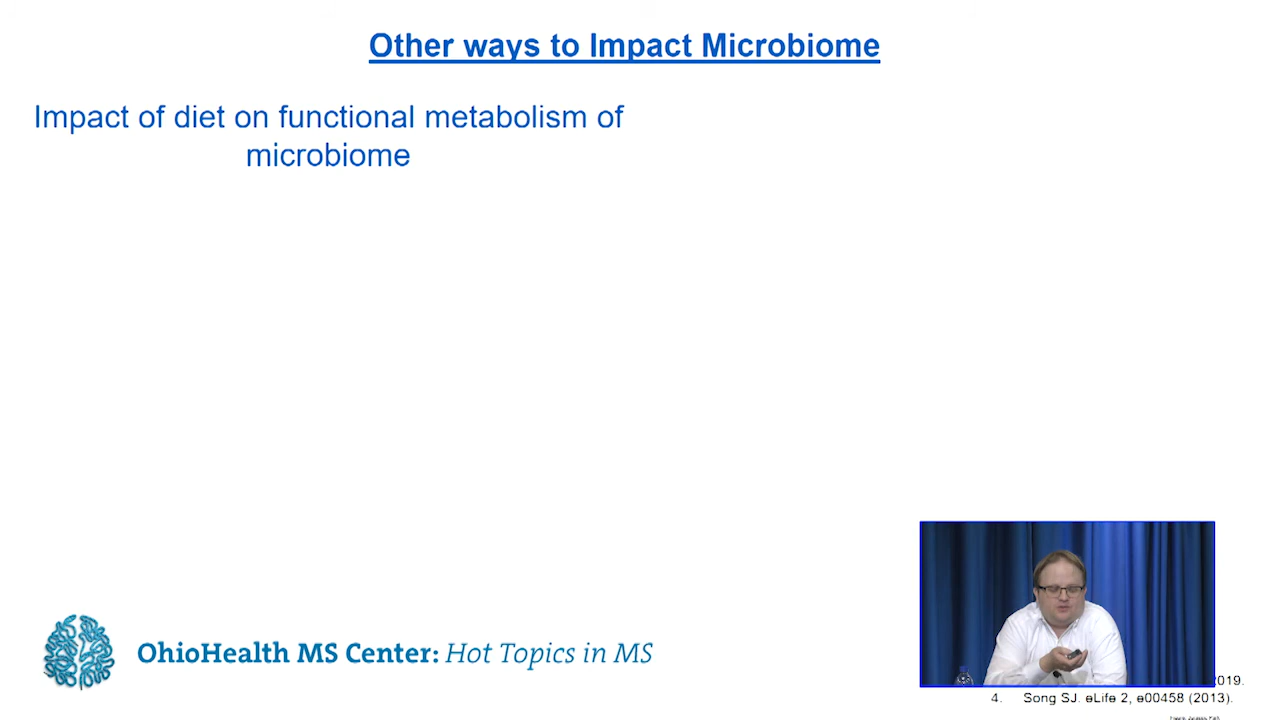 Other ways to Impact Microbiome
Impact of diet on functional metabolism of
microbiome
OhioHealth MS Center: Hot Topics in MS
2019.
4. Song SJ. eLife 2, e00458 (2013).